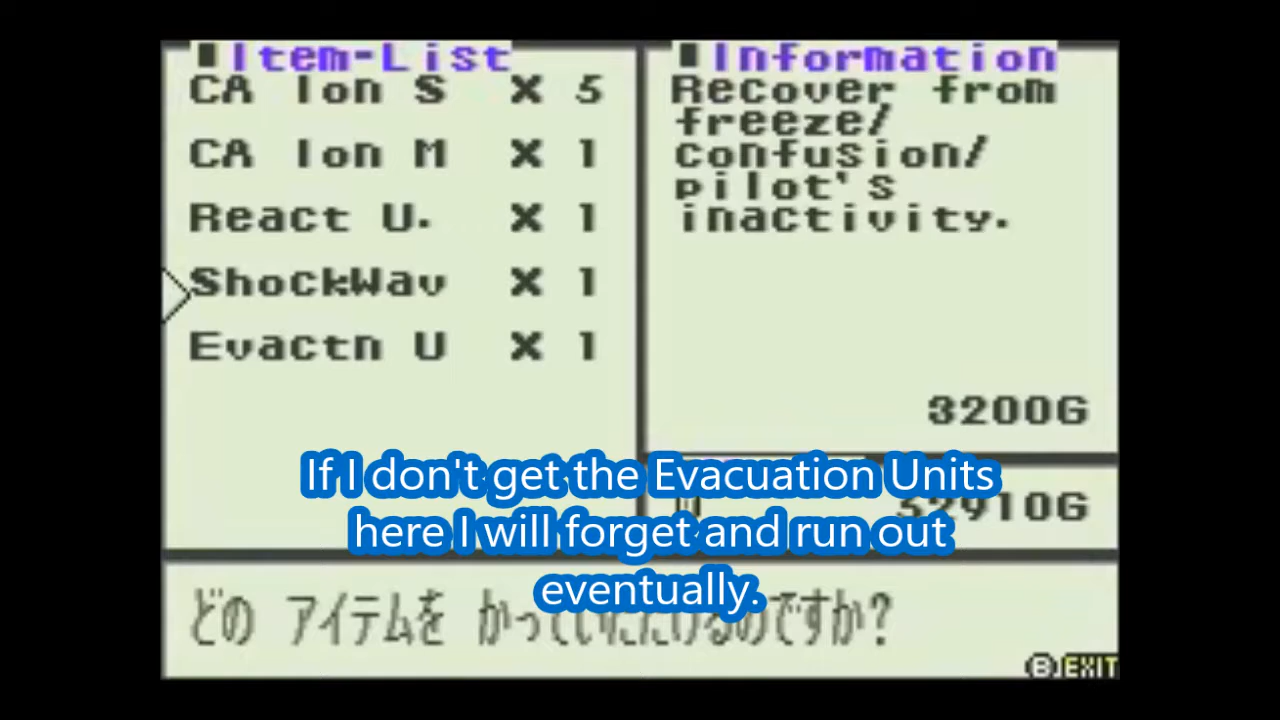 Item-List
CA Ion S X 5
CA Ion M X 1
React U. X 1
ShockWav X 1
Evactn U X 1
Information
Recover from
freeze/
confusion/
pilot's
inactivity.
3200G
2910G
If I don't get the Evacuation Units
here I will forget and run out
eventually.
どの アイテムを かっていただけるのですか?
B EXIT